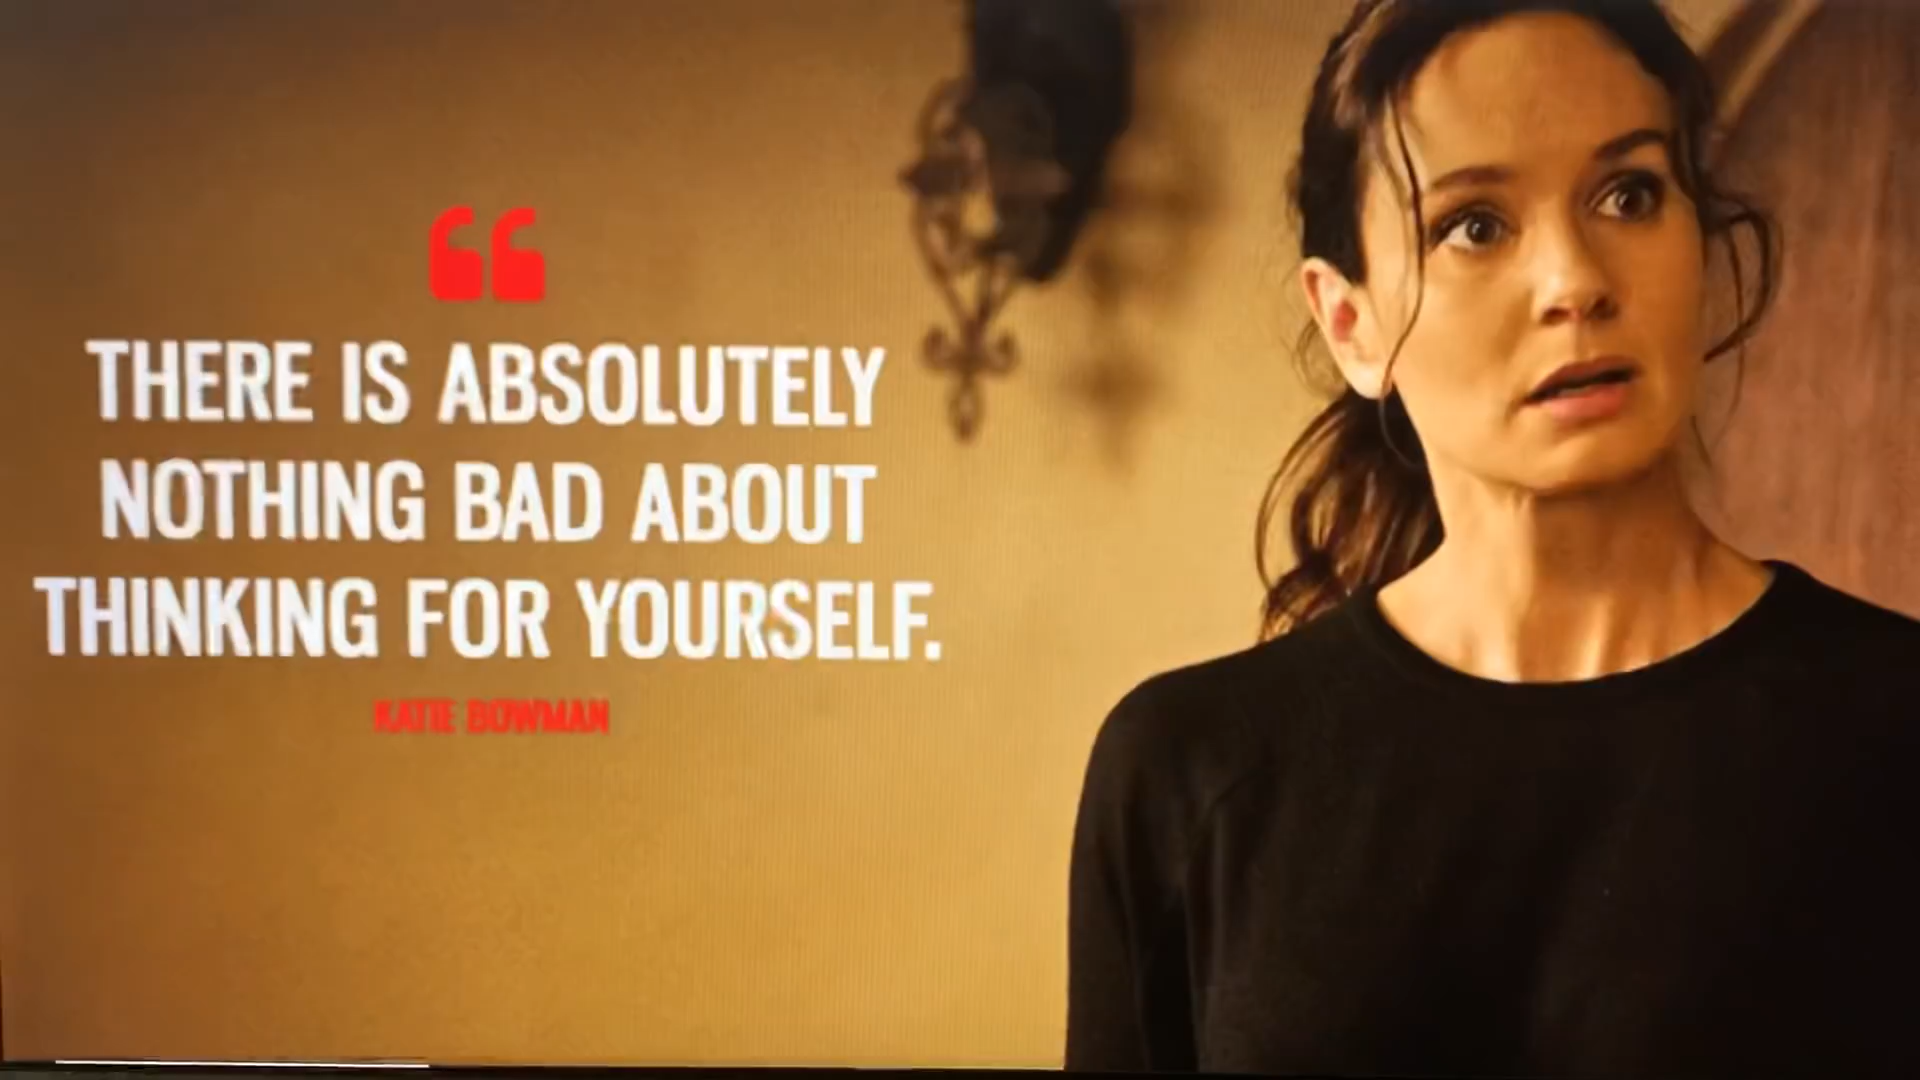 “
THERE IS ABSOLUTELY
NOTHING BAD ABOUT
THINKING FOR YOURSELF.
KATIE BOWMAN